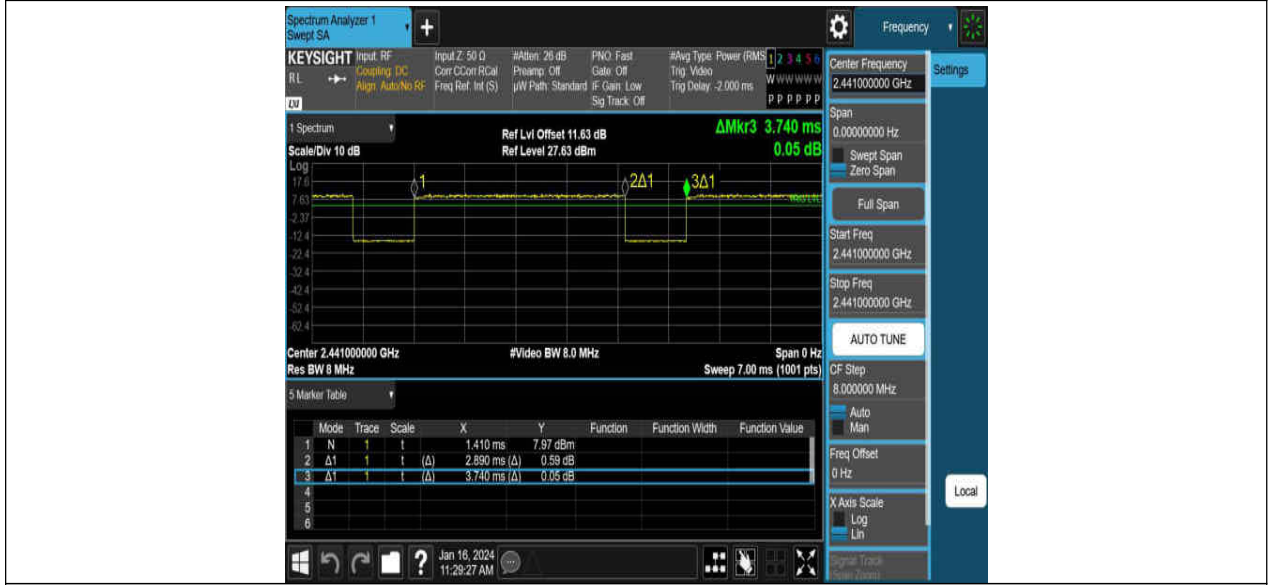 Spectrum Analyzer 1
Swept SA
+
Frequency
KEYSIGHT
RL
LXI
Input: RF
Coupling: DC
Align: Auto/No RF
Input Z: 50 Ω
Corr CCorr RCal
Freq Ref: Int (S)
#Atten: 26 dB
Preamp: Off
µW Path: Standard
PNO: Fast
Gate: Off
IF Gain: Low
Sig Track: Off
#Avg Type: Power (RMS
Trig: Video
Trig Delay: -2.000 ms
1 2 3 4 5 6
W W W W W W
P P P P P P
Center Frequency
2.441000000 GHz
Settings
1 Spectrum
Scale/Div 10 dB
Ref Lvl Offset 11.63 dB
Ref Level 27.63 dBm
ΔMkr3 3.740 ms
0.05 dB
Span
0.00000000 Hz
Swept Span
Zero Span
Full Span
Start Freq
2.441000000 GHz
Stop Freq
2.441000000 GHz
AUTO TUNE
CF Step
8.000000 MHz
Auto
Man
Freq Offset
0 Hz
X Axis Scale
Log
Lin
Signal Track
(Span Zoom)
Local
Log
17.6
7.63
-2.37
-12.4
-22.4
-32.4
-42.4
-52.4
-62.4
1
2Δ1
3Δ1
Center 2.441000000 GHz
Res BW 8 MHz
#Video BW 8.0 MHz
Span 0 Hz
Sweep 7.00 ms (1001 pts)
5 Marker Table
Mode Trace Scale X Y Function Function Width Function Value
1 N 1 t 1.410 ms 7.97 dBm
2 Δ1 1 t (Δ) 2.890 ms (Δ) 0.59 dB
3 Δ1 1 t (Δ) 3.740 ms (Δ) 0.05 dB
4
5
6
?
Jan 16, 2024
11:29:27 AM